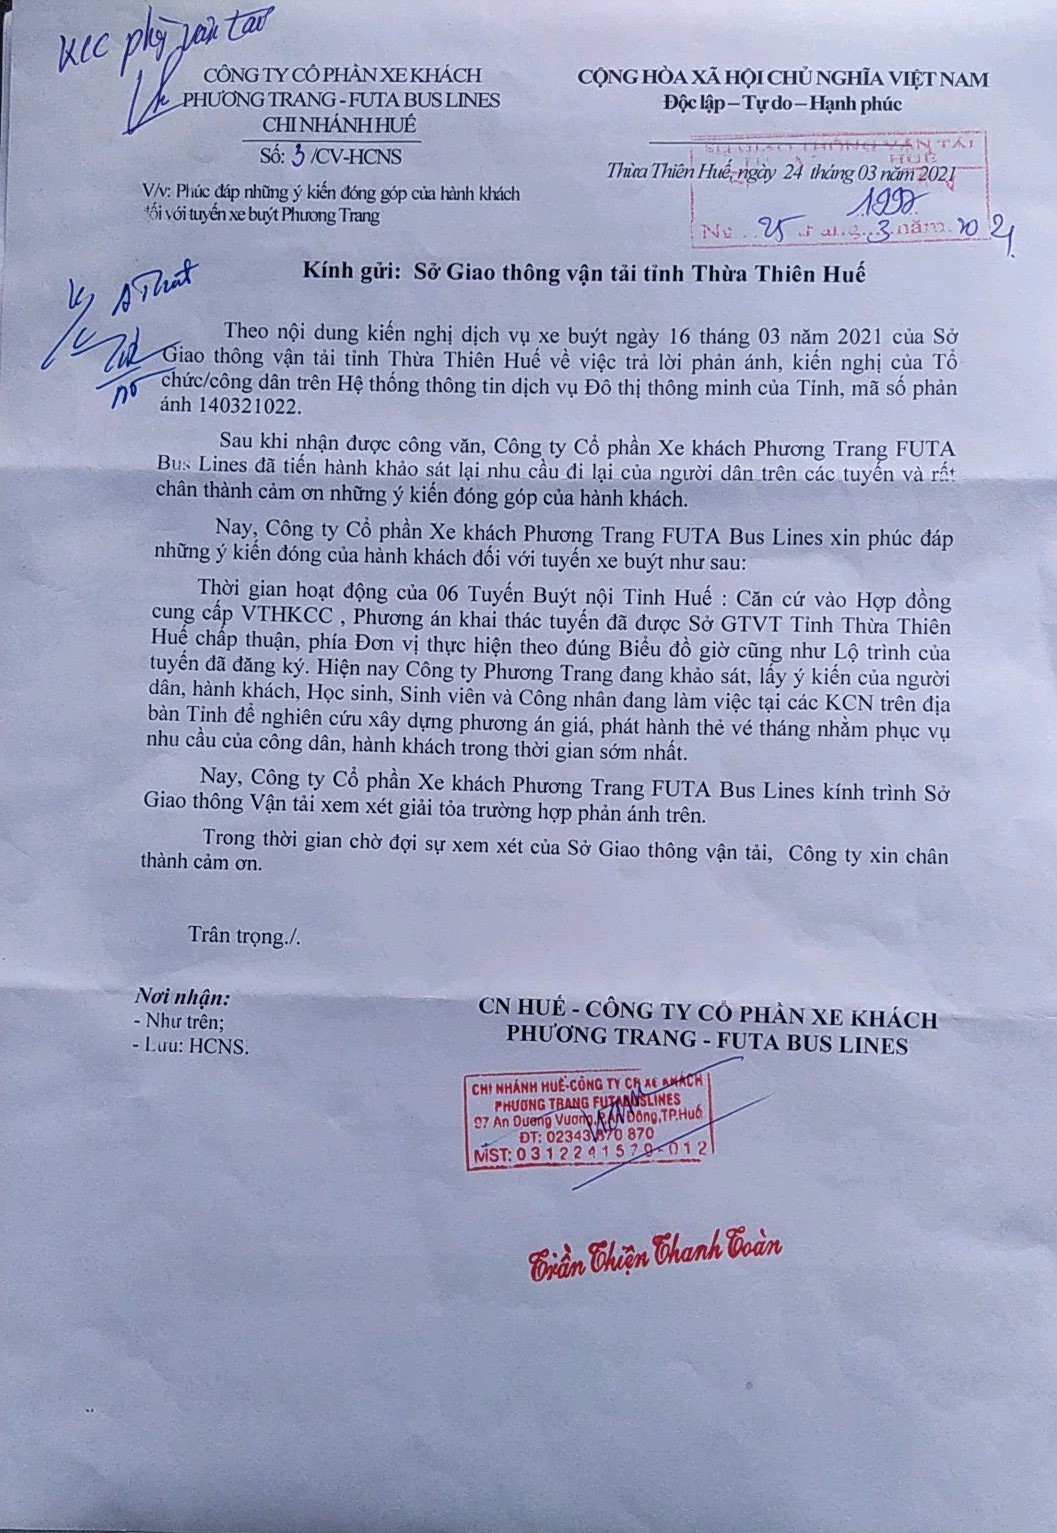 CÔNG TY CỔ PHẦN XE KHÁCH
PHƯƠNG TRANG - FUTA BUS LINES
CHI NHÁNH HUẾ
Số: 3 /CV-HCNS
V/v: Phúc đáp những ý kiến đóng góp của hành khách
đối với tuyến xe buýt Phương Trang
CỘNG HÒA XÃ HỘI CHỦ NGHĨA VIỆT NAM
Độc lập – Tự do – Hạnh phúc
SỞ GIAO THÔNG VẬN TẢI
HUẾ
Thừa Thiên Huế, ngày 24 tháng 03 năm 2021
1997
25 3 năm 2021
Kính gửi: Sở Giao thông vận tải tỉnh Thừa Thiên Huế
A Thất
Theo nội dung kiến nghị dịch vụ xe buýt ngày 16 tháng 03 năm 2021 của Sở
Giao thông vận tải tỉnh Thừa Thiên Huế về việc trả lời phản ánh, kiến nghị của Tổ
chức/công dân trên Hệ thống thông tin dịch vụ Đô thị thông minh của Tỉnh, mã số phản
ánh 140321022.
Sau khi nhận được công văn, Công ty Cổ phần Xe khách Phương Trang FUTA
Bus Lines đã tiến hành khảo sát lại nhu cầu đi lại của người dân trên các tuyến và rất
chân thành cảm ơn những ý kiến đóng góp của hành khách.
Nay, Công ty Cổ phần Xe khách Phương Trang FUTA Bus Lines xin phúc đáp
những ý kiến đóng của hành khách đối với tuyến xe buýt như sau:
Thời gian hoạt động của 06 Tuyến Buýt nội Tỉnh Huế : Căn cứ vào Hợp đồng
cung cấp VTHKCC , Phương án khai thác tuyến đã được Sở GTVT Tỉnh Thừa Thiên
Huế chấp thuận, phía Đơn vị thực hiện theo đúng Biểu đồ giờ cũng như Lộ trình của
tuyến đã đăng ký. Hiện nay Công ty Phương Trang đang khảo sát, lấy ý kiến của người
dân, hành khách, Học sinh, Sinh viên và Công nhân đang làm việc tại các KCN trên địa
bàn Tỉnh để nghiên cứu xây dựng phương án giá, phát hành thẻ vé tháng nhằm phục vụ
nhu cầu của công dân, hành khách trong thời gian sớm nhất.
Nay, Công ty Cổ phần Xe khách Phương Trang FUTA Bus Lines kính trình Sở
Giao thông Vận tải xem xét giải tỏa trường hợp phản ánh trên.
Trong thời gian chờ đợi sự xem xét của Sở Giao thông vận tải, Công ty xin chân
thành cảm ơn.
Trân trọng./.
Nơi nhận:
- Như trên;
- Lưu: HCNS.
CN HUẾ - CÔNG TY CỔ PHẦN XE KHÁCH
PHƯƠNG TRANG - FUTA BUS LINES
CHI NHÁNH HUẾ-CÔNG TY CP XE KHÁCH
PHƯƠNG TRANG FUTABUSLINES
97 An Dương Vương, P.An Đông,TP.Huế
ĐT: 02343 870 870
MST: 0312241579-012
Trần Thiện Thanh Toàn